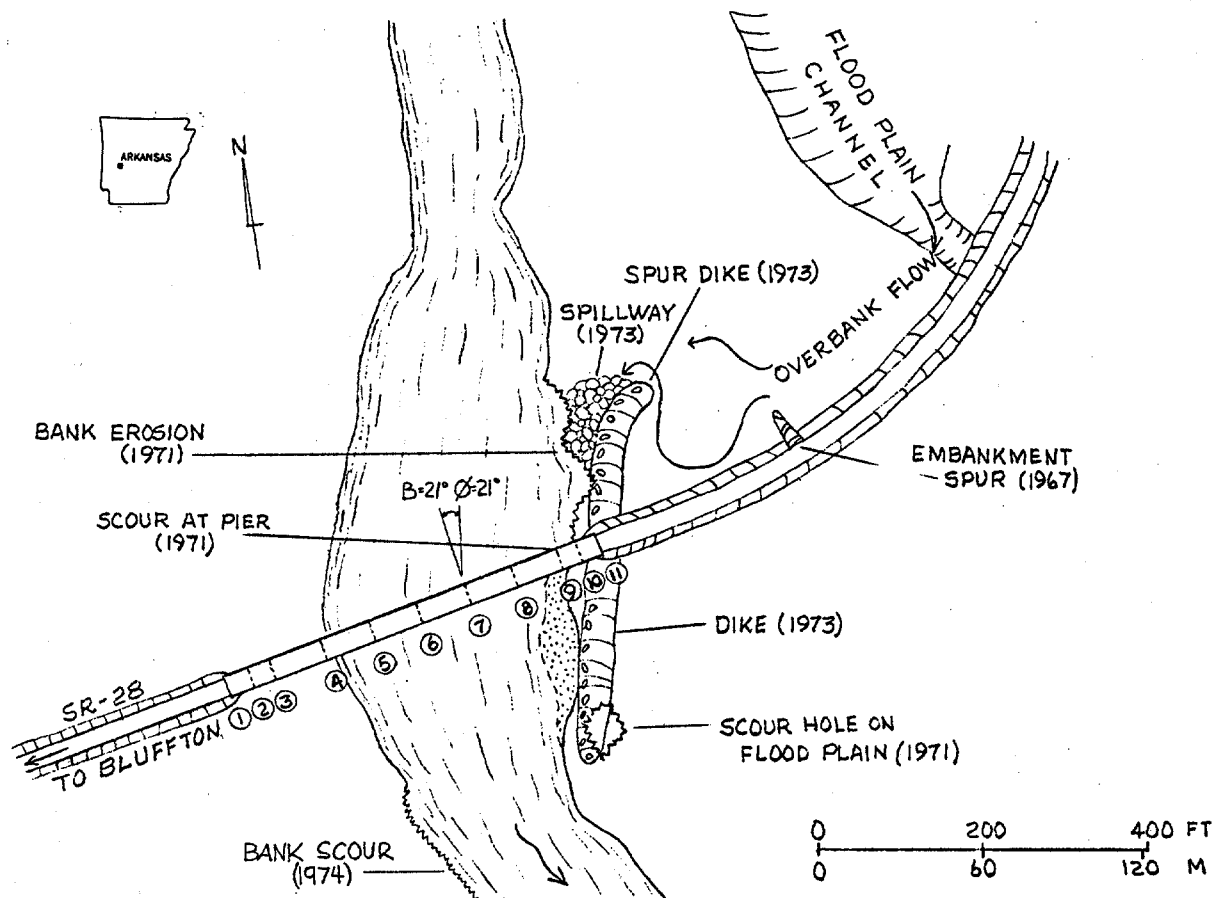 FLOOD PLAIN
CHANNEL
ARKANSAS
N
SPUR DIKE (1973)
OVERBANK FLOW
SPILLWAY
(1973)
BANK EROSION
(1971)
EMBANKMENT
SPUR (1967)
B=21° Ø=21°
SCOUR AT PIER
(1971)
9 10 11
8
7
6
5
4
3
2
1
DIKE (1973)
SR-28
TO BLUFFTON
SCOUR HOLE ON
FLOOD PLAIN (1971)
BANK SCOUR
(1974)
0 200 400 FT
0 60 120 M